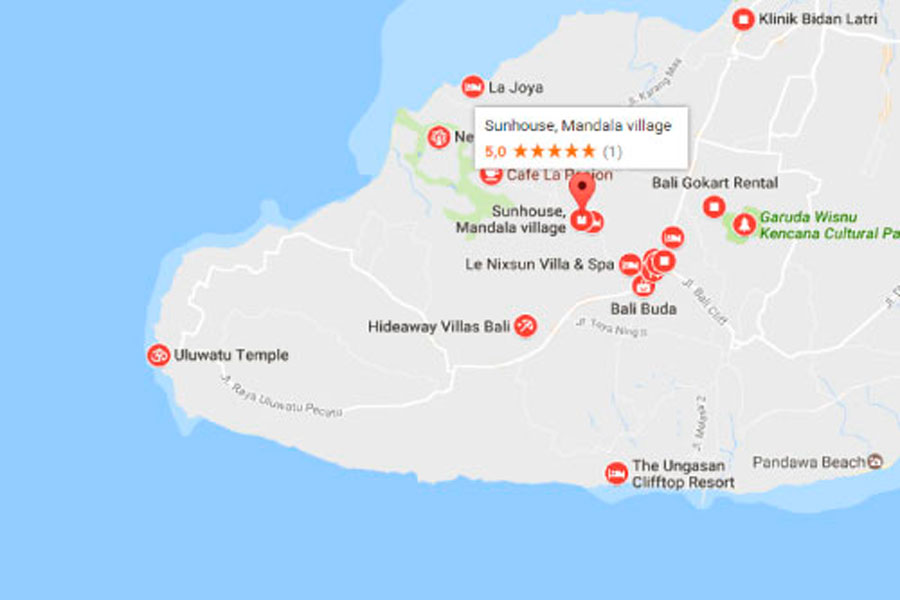 Klinik Bidan Latri
La Joya
Jl. Karang Mas
Sunhouse, Mandala village
5,0 ★★★★★ (1)
Ne
Cafe La
Bali Gokart Rental
Sunhouse,
Mandala village
Garuda Wisnu
Kencana Cultural Pa
Le Nixsun Villa & Spa
Jl. Bali Cliff
Bali Buda
Hideaway Villas Bali
Jl. Toya Ning II
Uluwatu Temple
Jl. Raya Uluwatu Pecatu
Jl. Melasti 2
The Ungasan
Clifftop Resort
Pandawa Beach